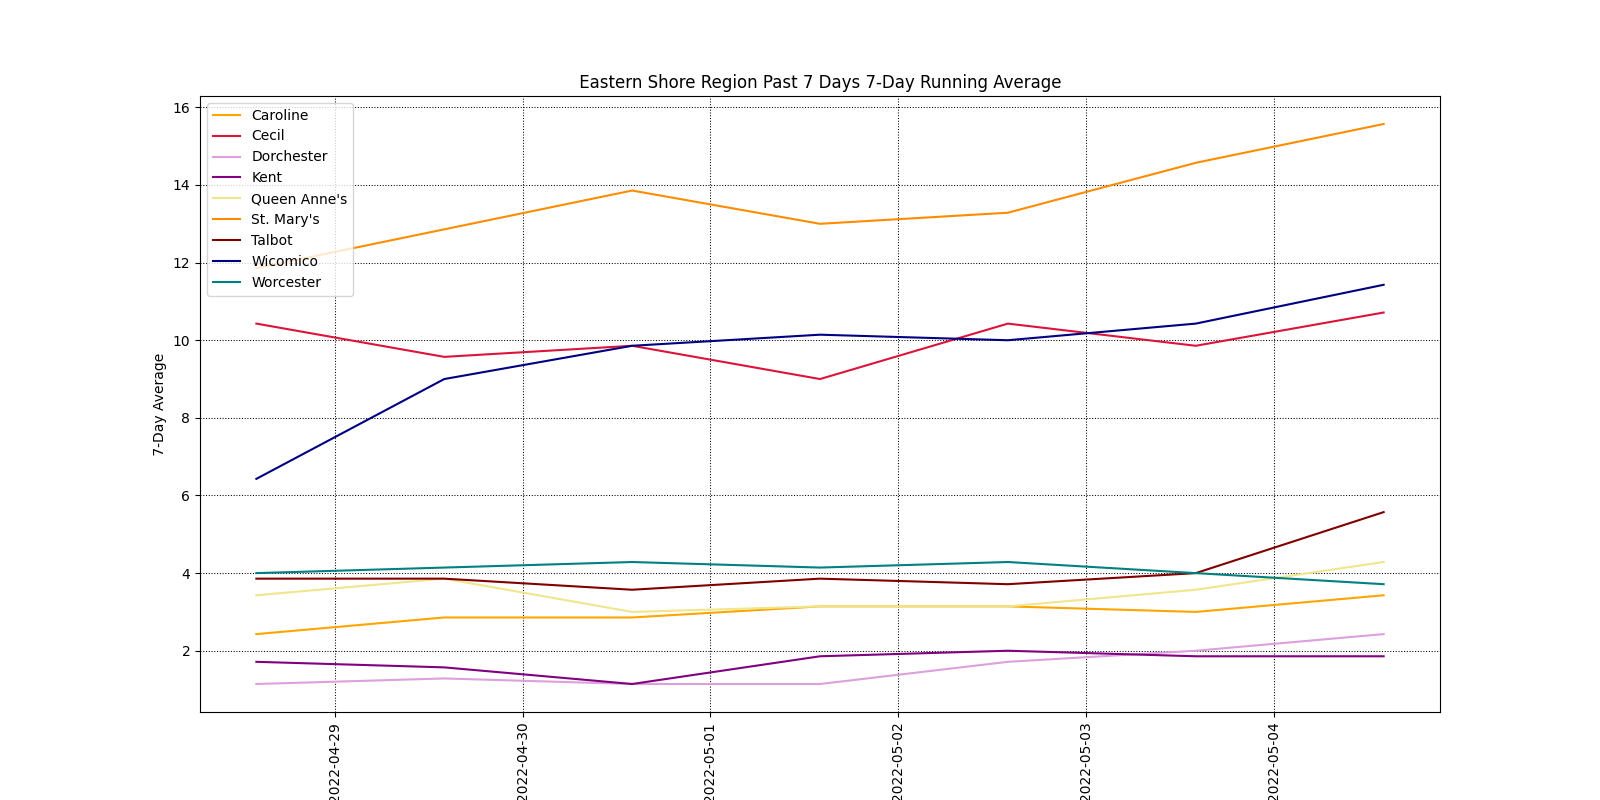 Eastern Shore Region Past 7 Days 7-Day Running Average
16
14
12
10
8
6
4
2
7-Day Average
Caroline
Cecil
Dorchester
Kent
Queen Anne's
St. Mary's
Talbot
Wicomico
Worcester
2022-04-29
2022-04-30
2022-05-01
2022-05-02
2022-05-03
2022-05-04